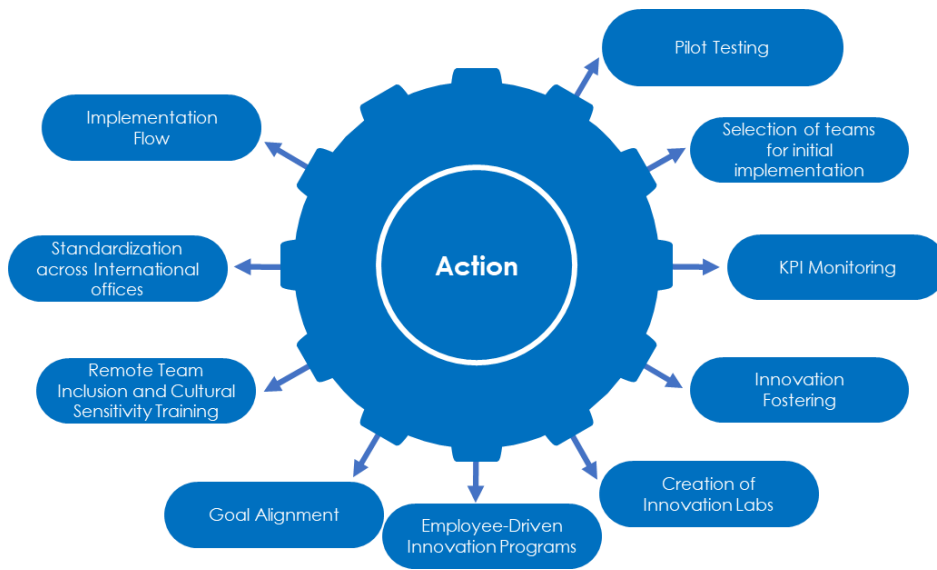 Pilot Testing
Implementation
Flow
Selection of teams
for initial
implementation
Standardization
across International
offices
Action
KPI Monitoring
Remote Team
Inclusion and Cultural
Sensitivity Training
Innovation
Fostering
Goal Alignment
Employee-Driven
Innovation Programs
Creation of
Innovation Labs